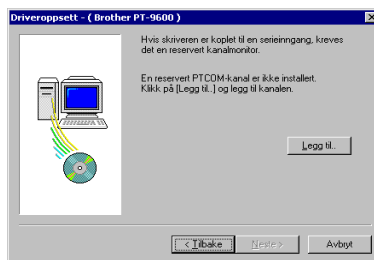 Driveroppsett - ( Brother PT-9600 )
Hvis skriveren er koplet til en serieinngang, kreves
det en reservert kanalmonitor.
En reservert PTCOM-kanal er ikke installert.
Klikk på [Legg til..] og legg til kanalen.
Legg til..
< Tilbake
Neste >
Avbryt